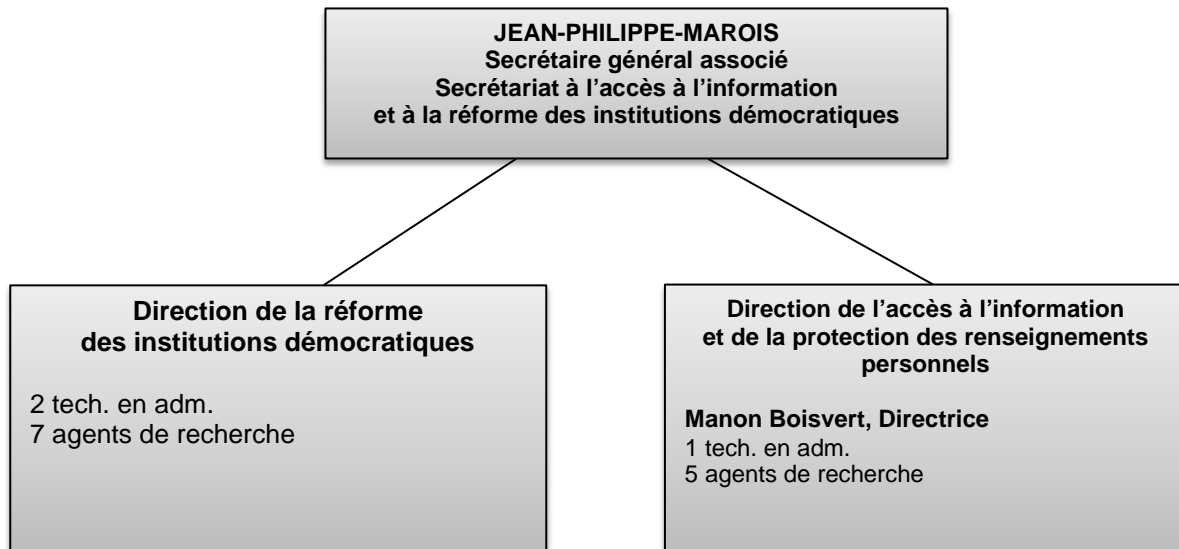 JEAN-PHILIPPE-MAROIS
Secrétaire général associé
Secrétariat à l’accès à l’information
et à la réforme des institutions démocratiques
Direction de la réforme
des institutions démocratiques
2 tech. en adm.
7 agents de recherche
Direction de l’accès à l’information
et de la protection des renseignements
personnels
Manon Boisvert, Directrice
1 tech. en adm.
5 agents de recherche